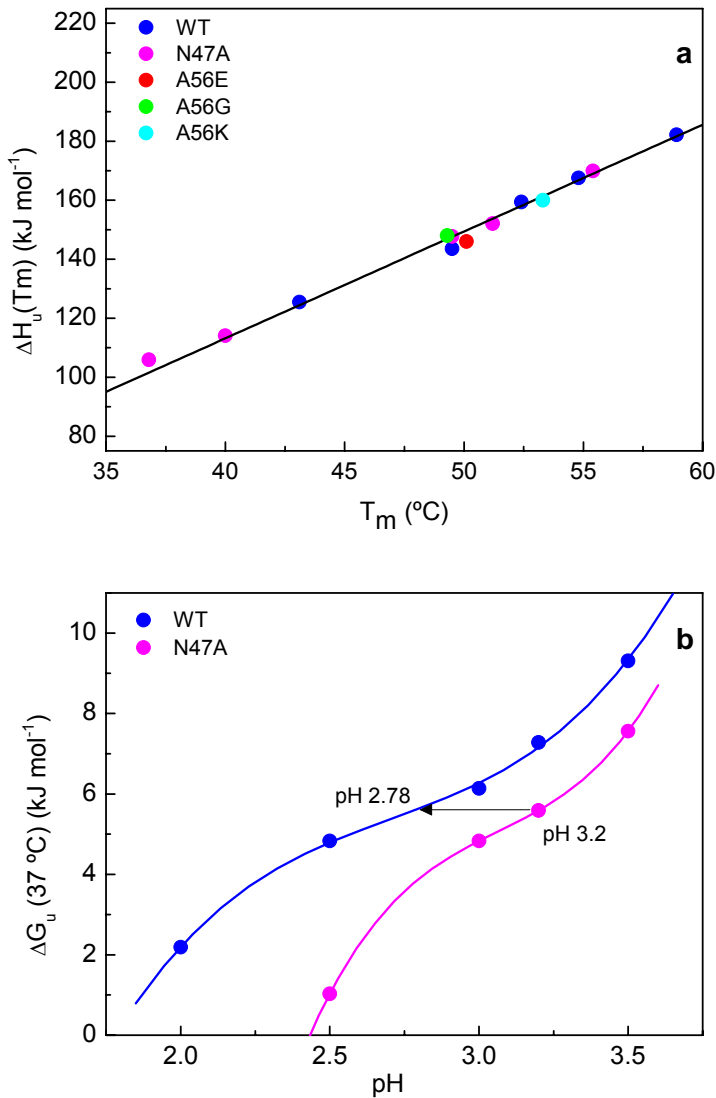 a
WT
N47A
A56E
A56G
A56K
220
200
180
160
140
120
100
80
ΔHu(Tm) (kJ mol-1)
35 40 45 50 55 60
Tm (ºC)
b
WT
N47A
10
8
6
4
2
0
ΔGu (37 ºC) (kJ mol-1)
pH 2.78
pH 3.2
2.0 2.5 3.0 3.5
pH